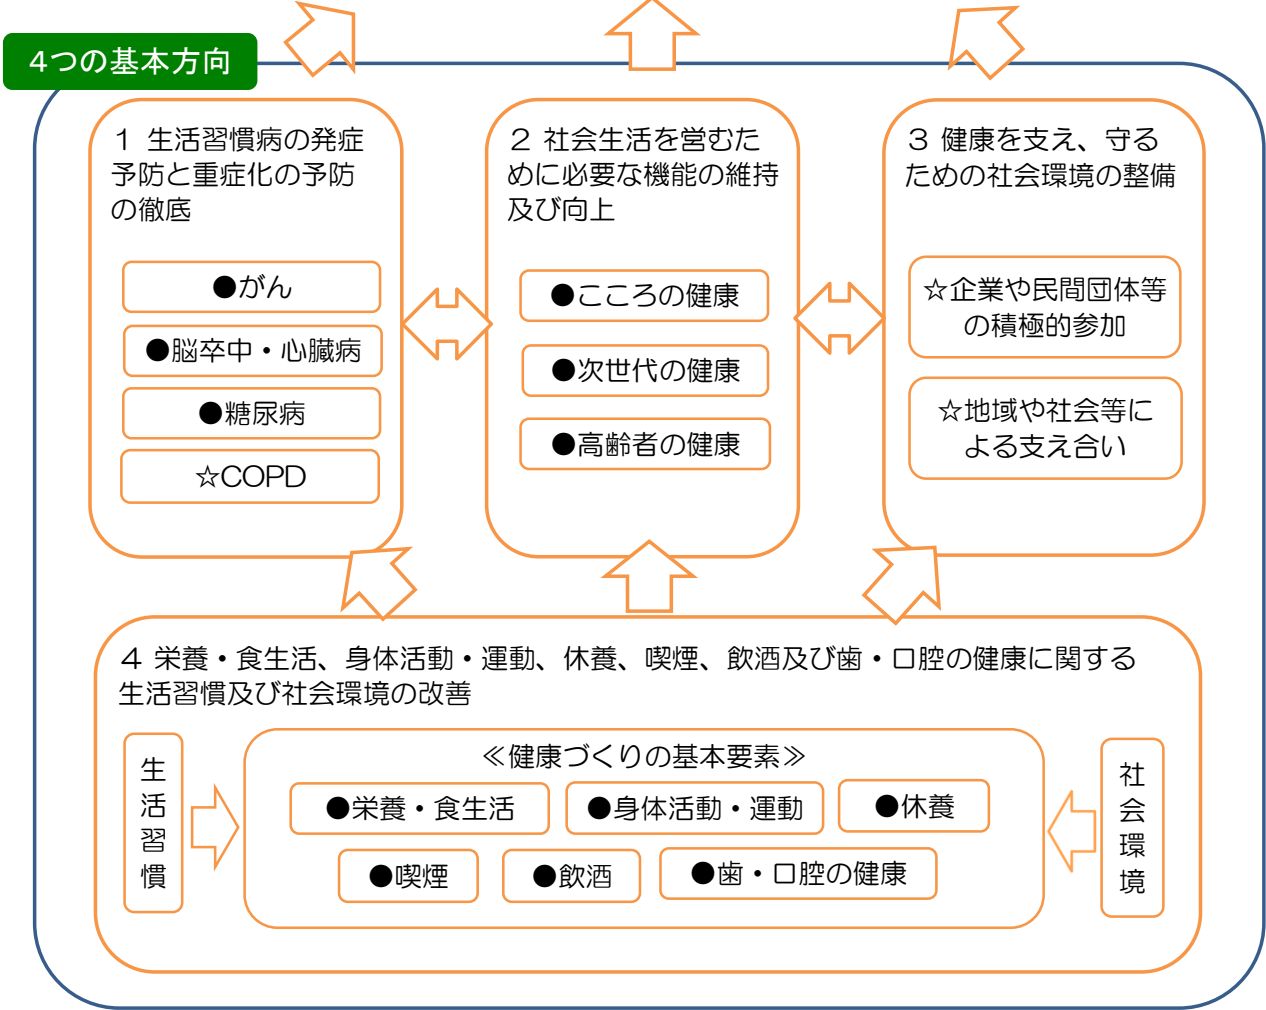 4つの基本方向
１ 生活習慣病の発症
予防と重症化の予防
の徹底
●がん
●脳卒中・心臓病
●糖尿病
☆COPD
２ 社会生活を営むた
めに必要な機能の維持
及び向上
●こころの健康
●次世代の健康
●高齢者の健康
３ 健康を支え、守る
ための社会環境の整備
☆企業や民間団体等
の積極的参加
☆地域や社会等に
よる支え合い
４ 栄養・食生活、身体活動・運動、休養、喫煙、飲酒及び歯・口腔の健康に関する
生活習慣及び社会環境の改善
生活習慣
≪健康づくりの基本要素≫
●栄養・食生活
●身体活動・運動
●休養
●喫煙
●飲酒
●歯・口腔の健康
社会環境